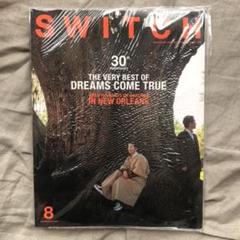 SWITCH
30th
THE VERY BEST OF
DREAMS COME TRUE
IN NEW ORLEANS
8